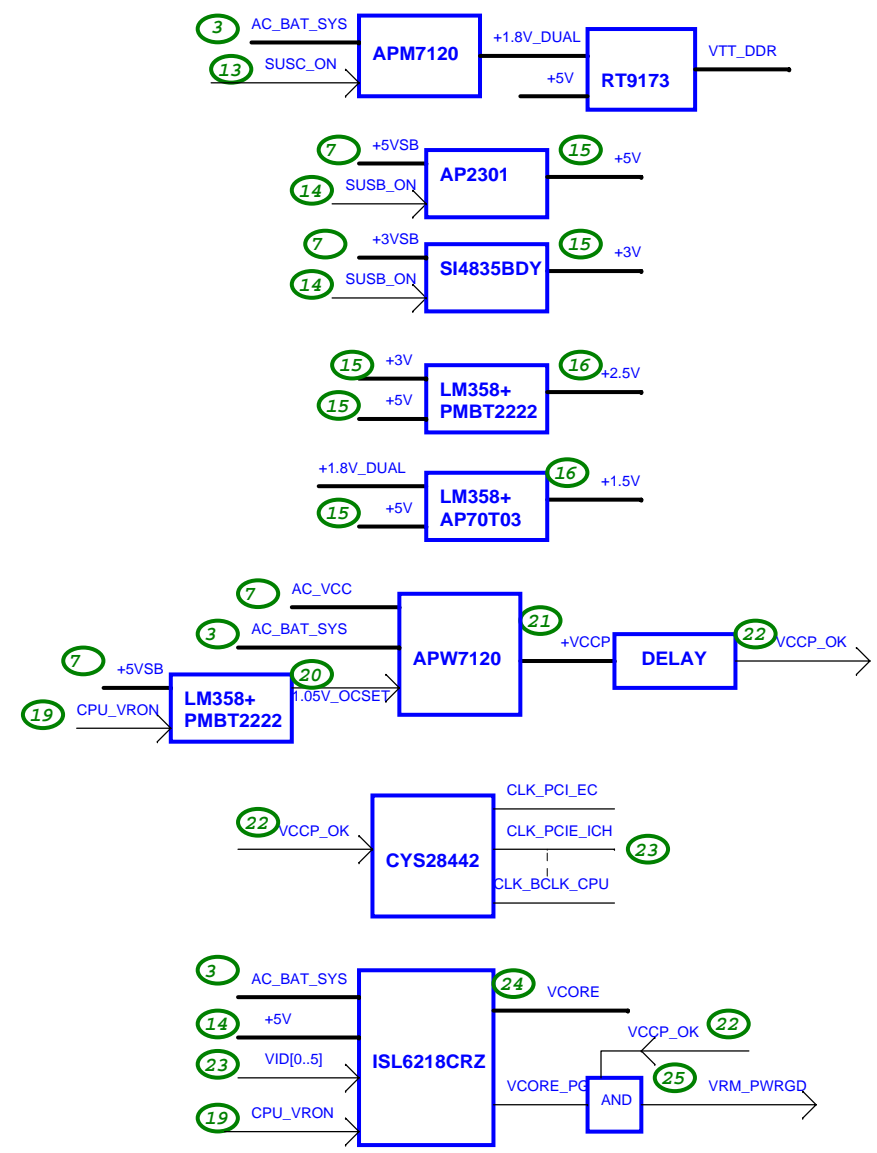 3 AC_BAT_SYS
13 SUSC_ON
APM7120
+1.8V_DUAL
+5V
RT9173
VTT_DDR
7 +5VSB
14 SUSB_ON
AP2301
15 +5V
7 +3VSB
14 SUSB_ON
SI4835BDY
15 +3V
15 +3V
15 +5V
LM358+
PMBT2222
16 +2.5V
+1.8V_DUAL
15 +5V
LM358+
AP70T03
16 +1.5V
7 AC_VCC
3 AC_BAT_SYS
7 +5VSB
19 CPU_VRON
LM358+
PMBT2222
20
1.05V_OCSET
APW7120
21
+VCCP
DELAY
22 VCCP_OK
22 VCCP_OK
CYS28442
CLK_PCI_EC
CLK_PCIE_ICH
23
CLK_BCLK_CPU
3 AC_BAT_SYS
14 +5V
23 VID[0..5]
19 CPU_VRON
ISL6218CRZ
24 VCORE
VCCP_OK 22
VCORE_PG
AND
25
VRM_PWRGD